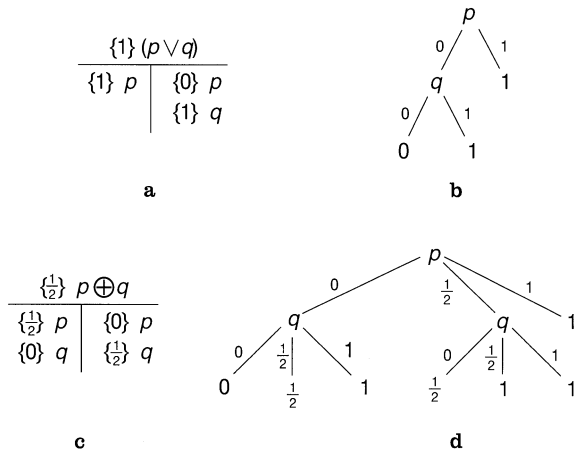 {1} (p ∨ q)
{1} p {0} p
{1} q
a
p
0 1
q 1
0 1
0 1
b
{1/2} p ⊕ q
{1/2} p {0} p
{0} q {1/2} q
c
p
0 1/2 1
q q 1
0 1/2 1 0 1/2 1
0 1/2 1 1/2 1 1
d